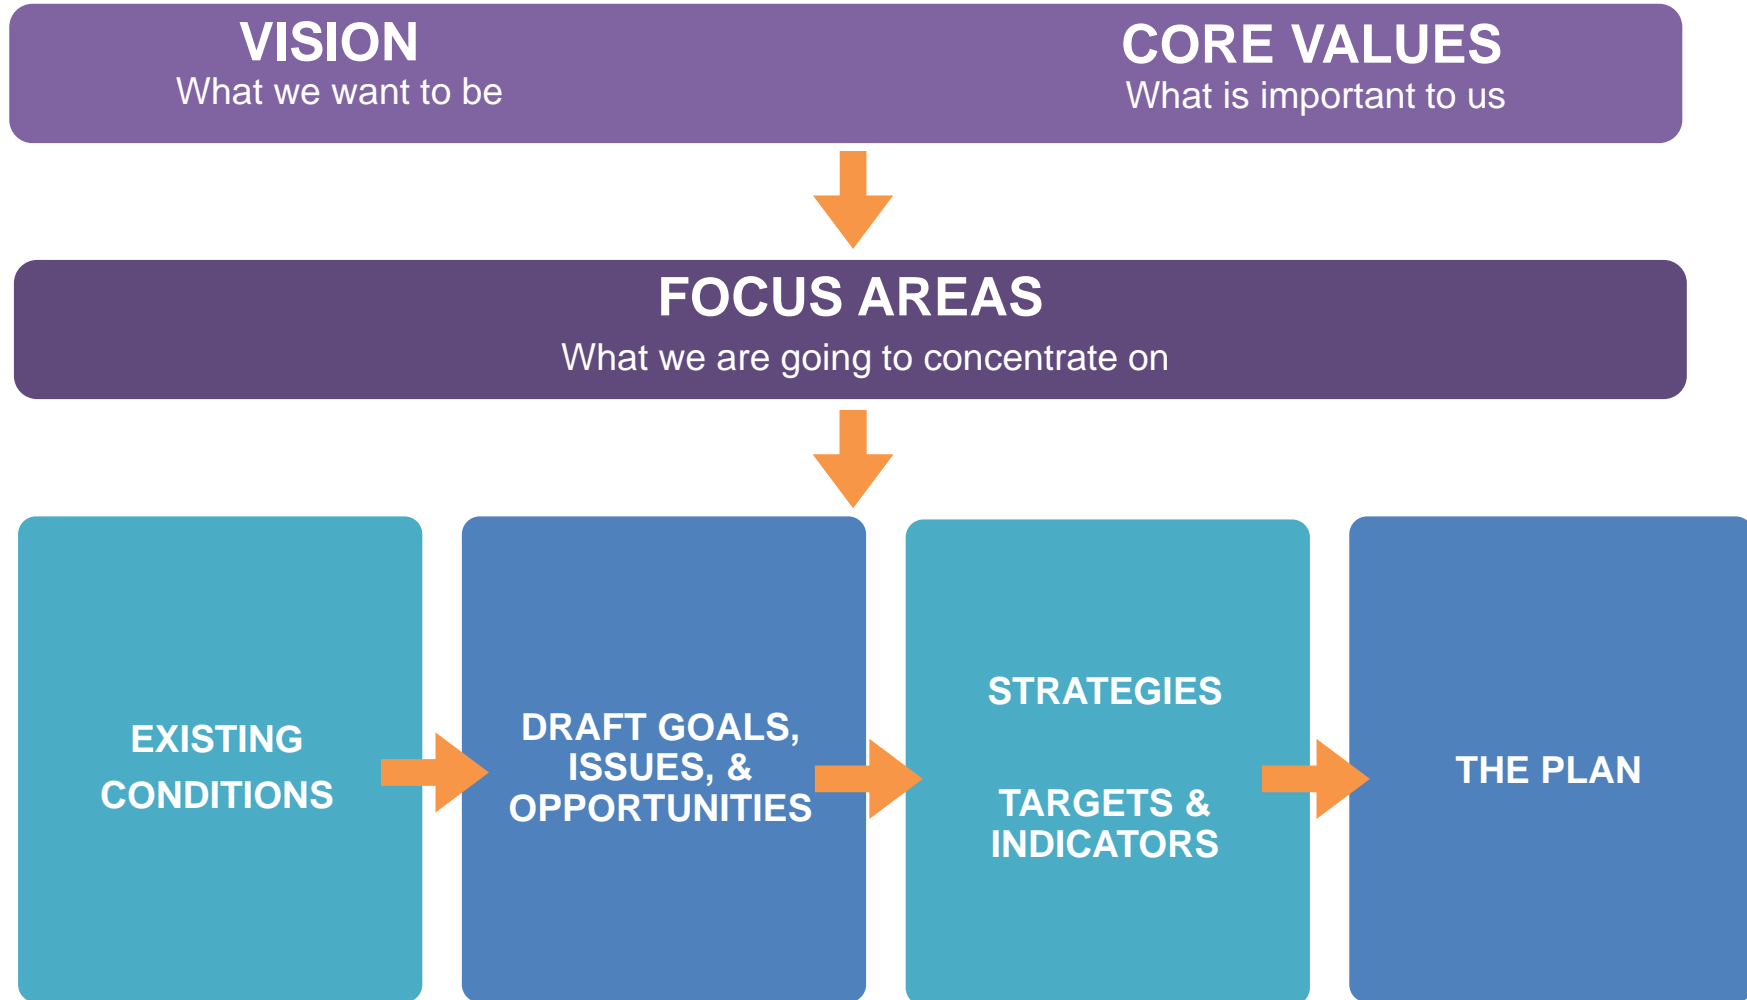 VISION
What we want to be
CORE VALUES
What is important to us
FOCUS AREAS
What we are going to concentrate on
EXISTING
CONDITIONS
DRAFT GOALS,
ISSUES, &
OPPORTUNITIES
STRATEGIES
TARGETS &
INDICATORS
THE PLAN